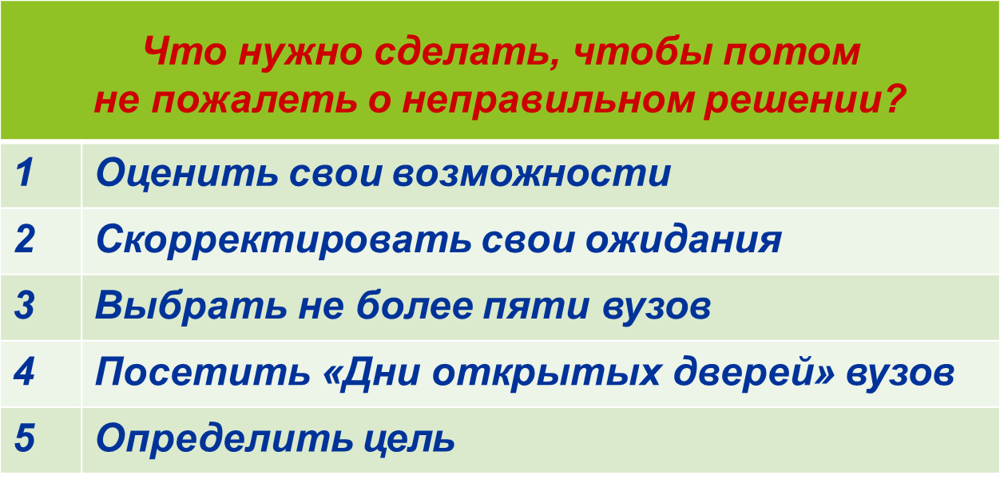 Что нужно сделать, чтобы потом
не пожалеть о неправильном решении?
1 Оценить свои возможности
2 Скорректировать свои ожидания
3 Выбрать не более пяти вузов
4 Посетить «Дни открытых дверей» вузов
5 Определить цель